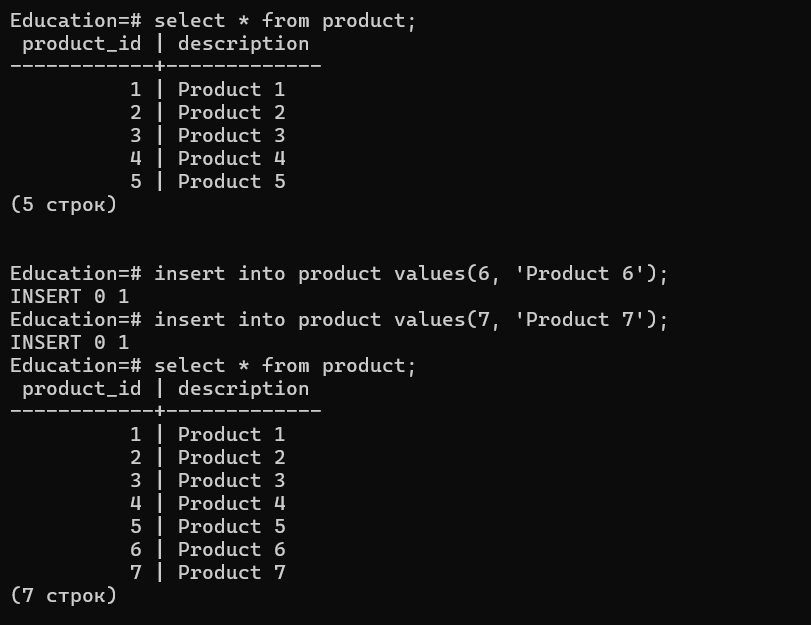 Education=# select * from product;
 product_id | description
------------+-------------
          1 | Product 1
          2 | Product 2
          3 | Product 3
          4 | Product 4
          5 | Product 5
(5 строк)
Education=# insert into product values(6, 'Product 6');
INSERT 0 1
Education=# insert into product values(7, 'Product 7');
INSERT 0 1
Education=# select * from product;
 product_id | description
------------+-------------
          1 | Product 1
          2 | Product 2
          3 | Product 3
          4 | Product 4
          5 | Product 5
          6 | Product 6
          7 | Product 7
(7 строк)